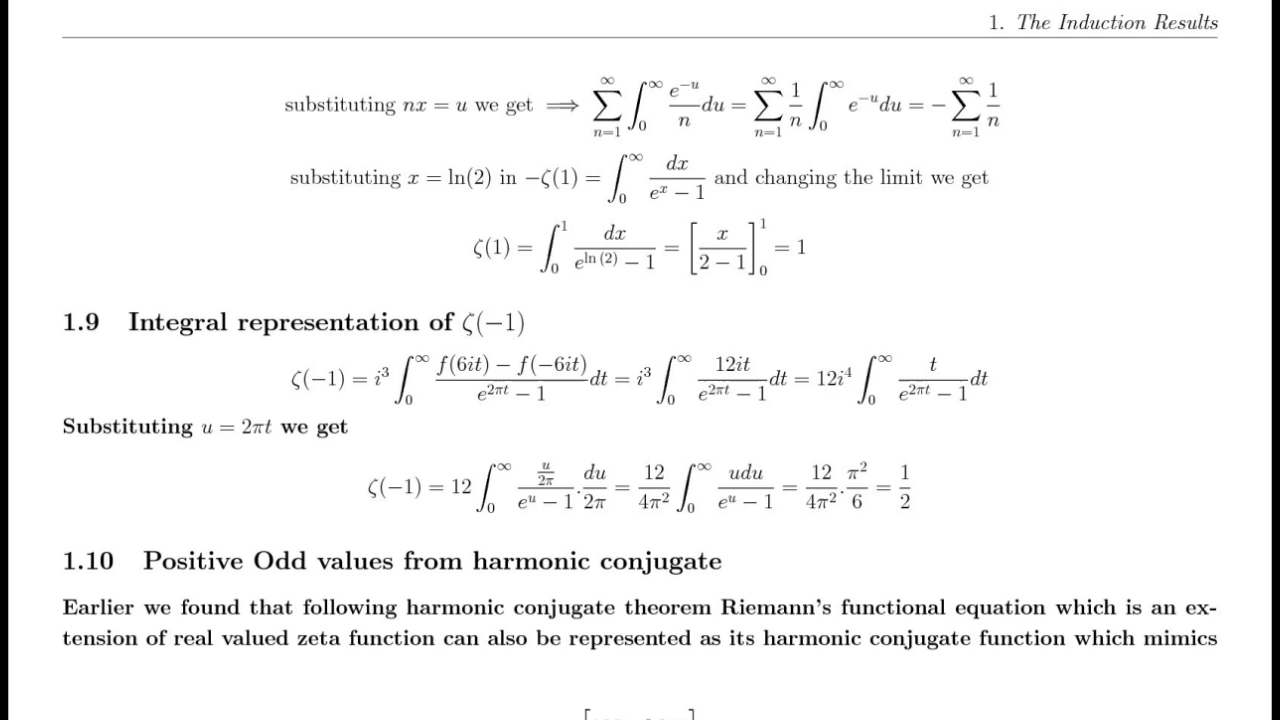 1. The Induction Results
substituting nx = u we get ⟹ ∑_{n=1}^{∞} ∫_0^∞ e^{−u}/n du = ∑_{n=1}^{∞} 1/n ∫_0^∞ e^{−u}du = − ∑_{n=1}^{∞} 1/n
substituting x = ln(2) in −ζ(1) = ∫_0^∞ dx/(e^x − 1) and changing the limit we get
ζ(1) = ∫_0^1 dx/(e^{ln (2)} − 1) = [x/(2 − 1)]_0^1 = 1
1.9 Integral representation of ζ(−1)
ζ(−1) = i^3 ∫_0^∞ (f(6it) − f(−6it))/(e^{2πt} − 1) dt = i^3 ∫_0^∞ 12it/(e^{2πt} − 1) dt = 12i^4 ∫_0^∞ t/(e^{2πt} − 1) dt
Substituting u = 2πt we get
ζ(−1) = 12 ∫_0^∞ (u/2π)/(e^u − 1) . du/2π = 12/4π^2 ∫_0^∞ udu/(e^u − 1) = 12/4π^2 . π^2/6 = 1/2
1.10 Positive Odd values from harmonic conjugate
Earlier we found that following harmonic conjugate theorem Riemann's functional equation which is an ex-
tension of real valued zeta function can also be represented as its harmonic conjugate function which mimics